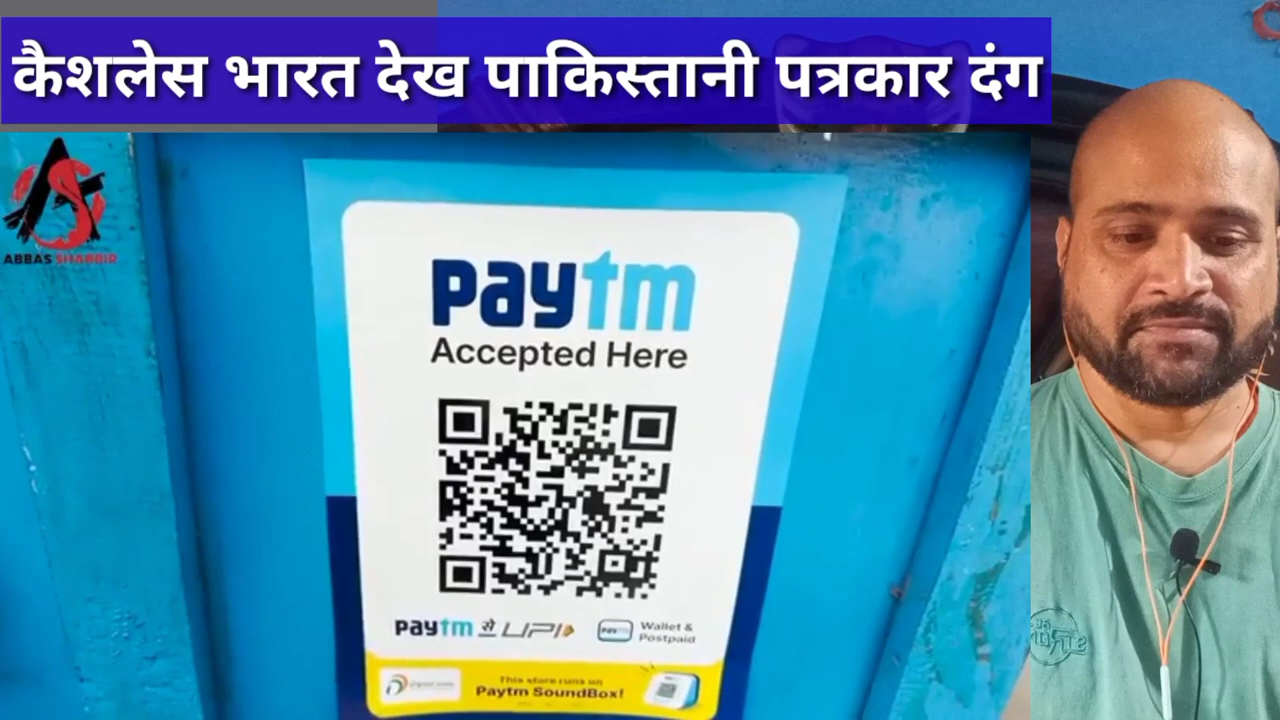 कैशलेस भारत देख पाकिस्तानी पत्रकार दंग
ABBAS SHABBIR
paytm
Accepted Here
paytm से UPI
Wallet &
Postpaid
This store runs on
Paytm SoundBox!